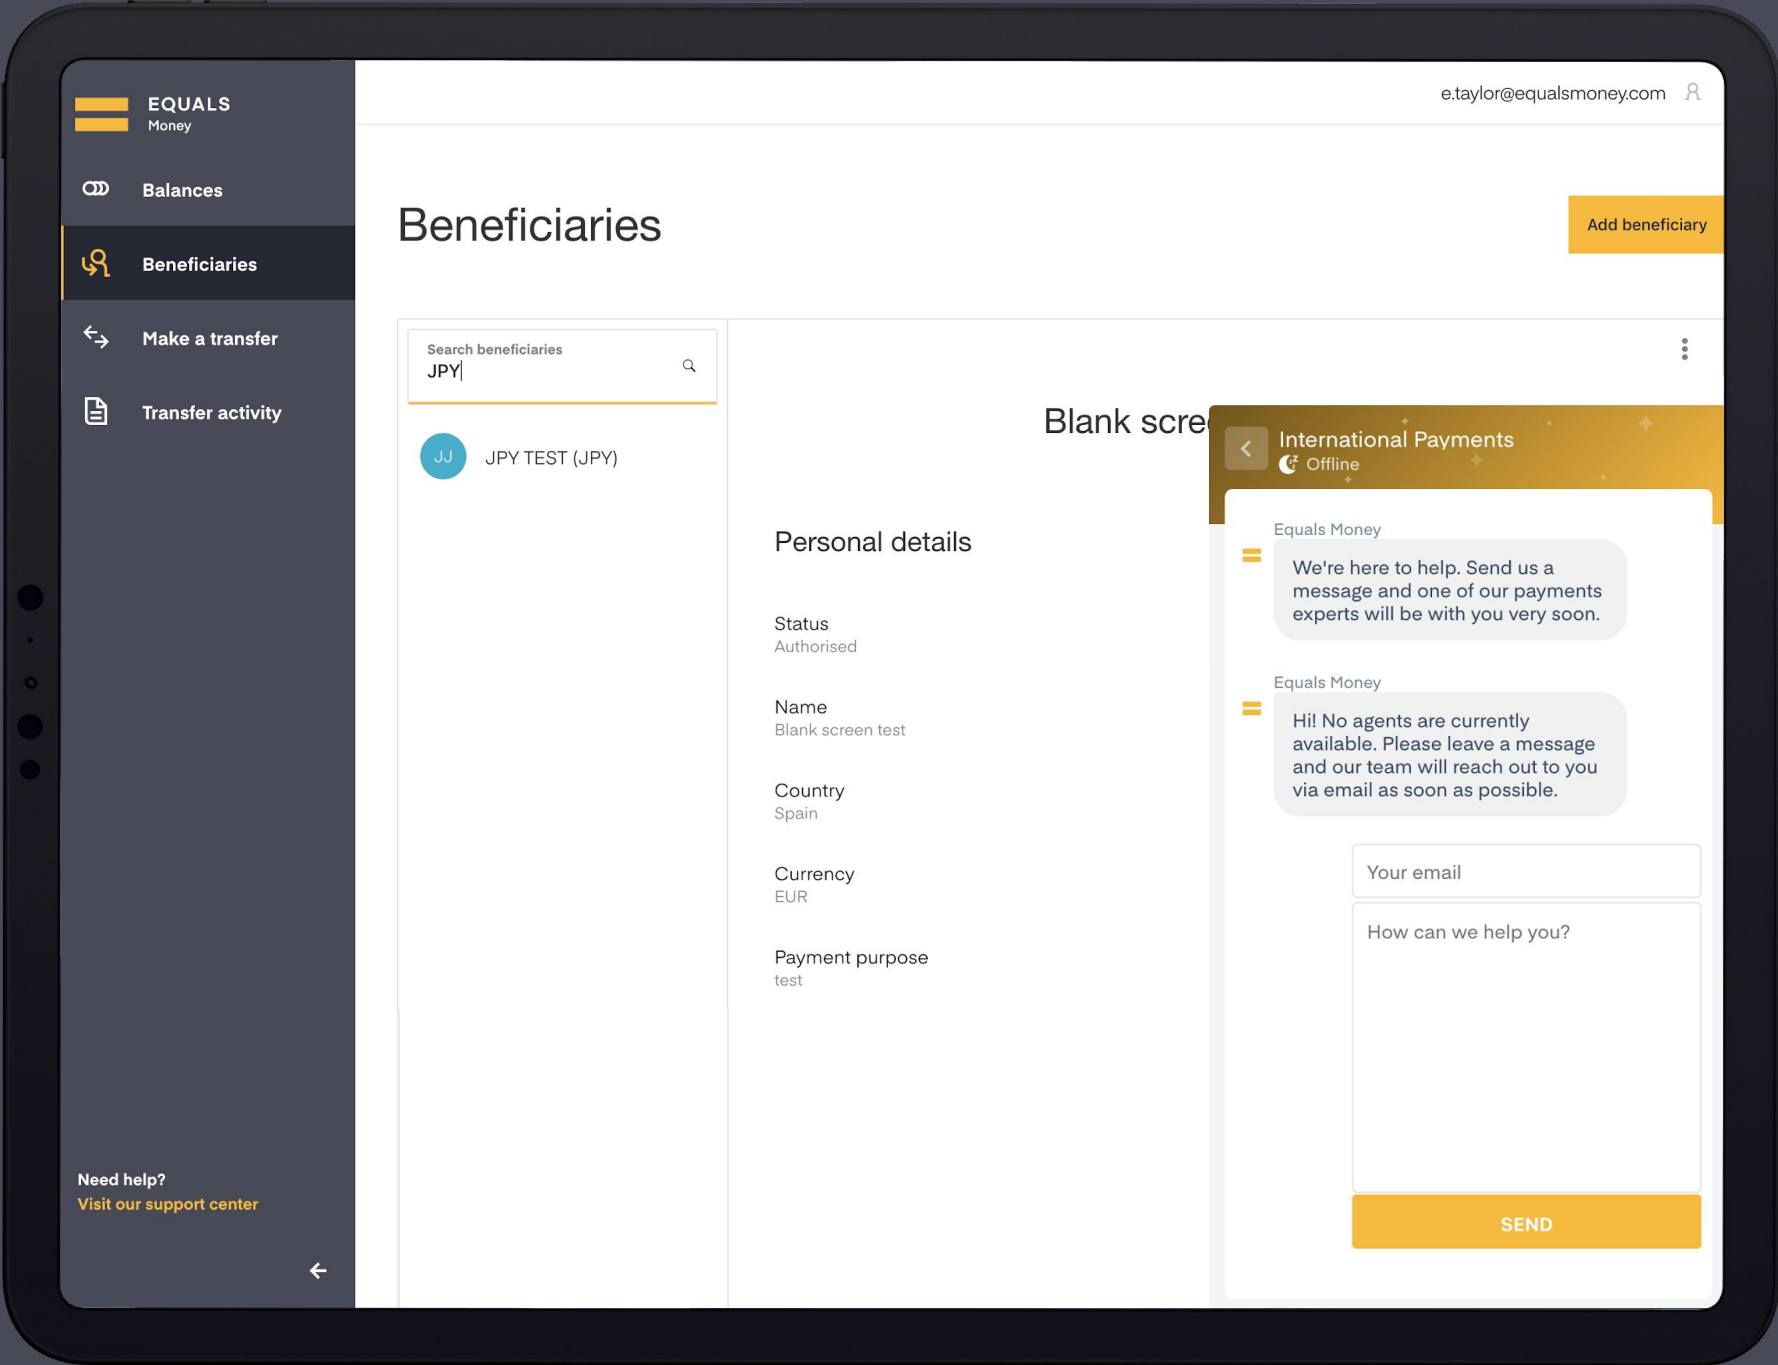 EQUALS
Money
e.taylor@equalsmoney.com
Balances
Beneficiaries
Make a transfer
Transfer activity
Need help?
Visit our support center
Beneficiaries
Add beneficiary
Search beneficiaries
JPY
JJ
JPY TEST (JPY)
Blank scre
Personal details
Status
Authorised
Name
Blank screen test
Country
Spain
Currency
EUR
Payment purpose
test
International Payments
Offline
Equals Money
We're here to help. Send us a
message and one of our payments
experts will be with you very soon.
Equals Money
Hi! No agents are currently
available. Please leave a message
and our team will reach out to you
via email as soon as possible.
Your email
How can we help you?
SEND